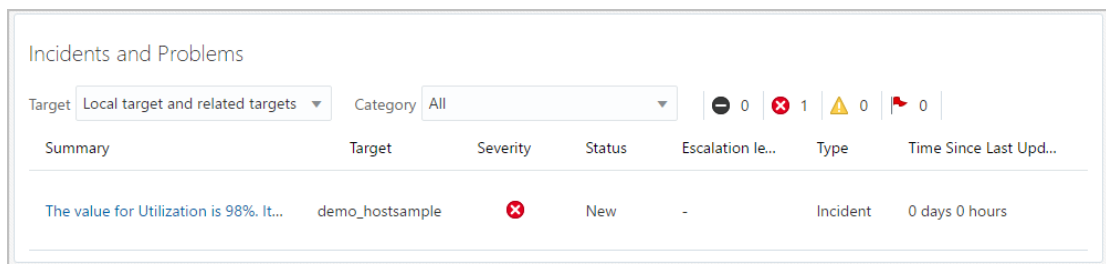 Incidents and Problems
Target Local target and related targets Category All 0 1 0 0
Summary Target Severity Status Escalation le... Type Time Since Last Upd...
The value for Utilization is 98%. It... demo_hostsample New - Incident 0 days 0 hours